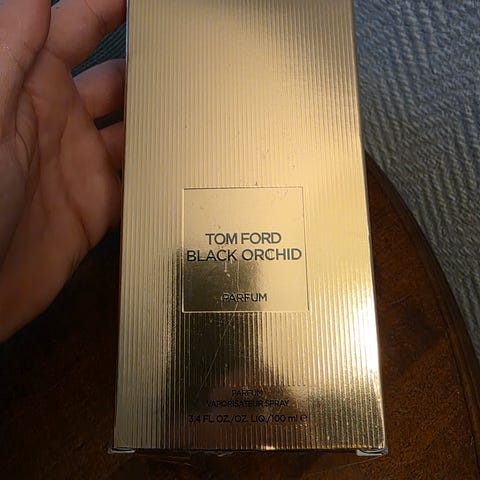 TOM FORD
BLACK ORCHID
PARFUM
PARFUM
VAPORISATEUR SPRAY
3.4 FL.OZ./OZ. LIQ./100 ml ℮